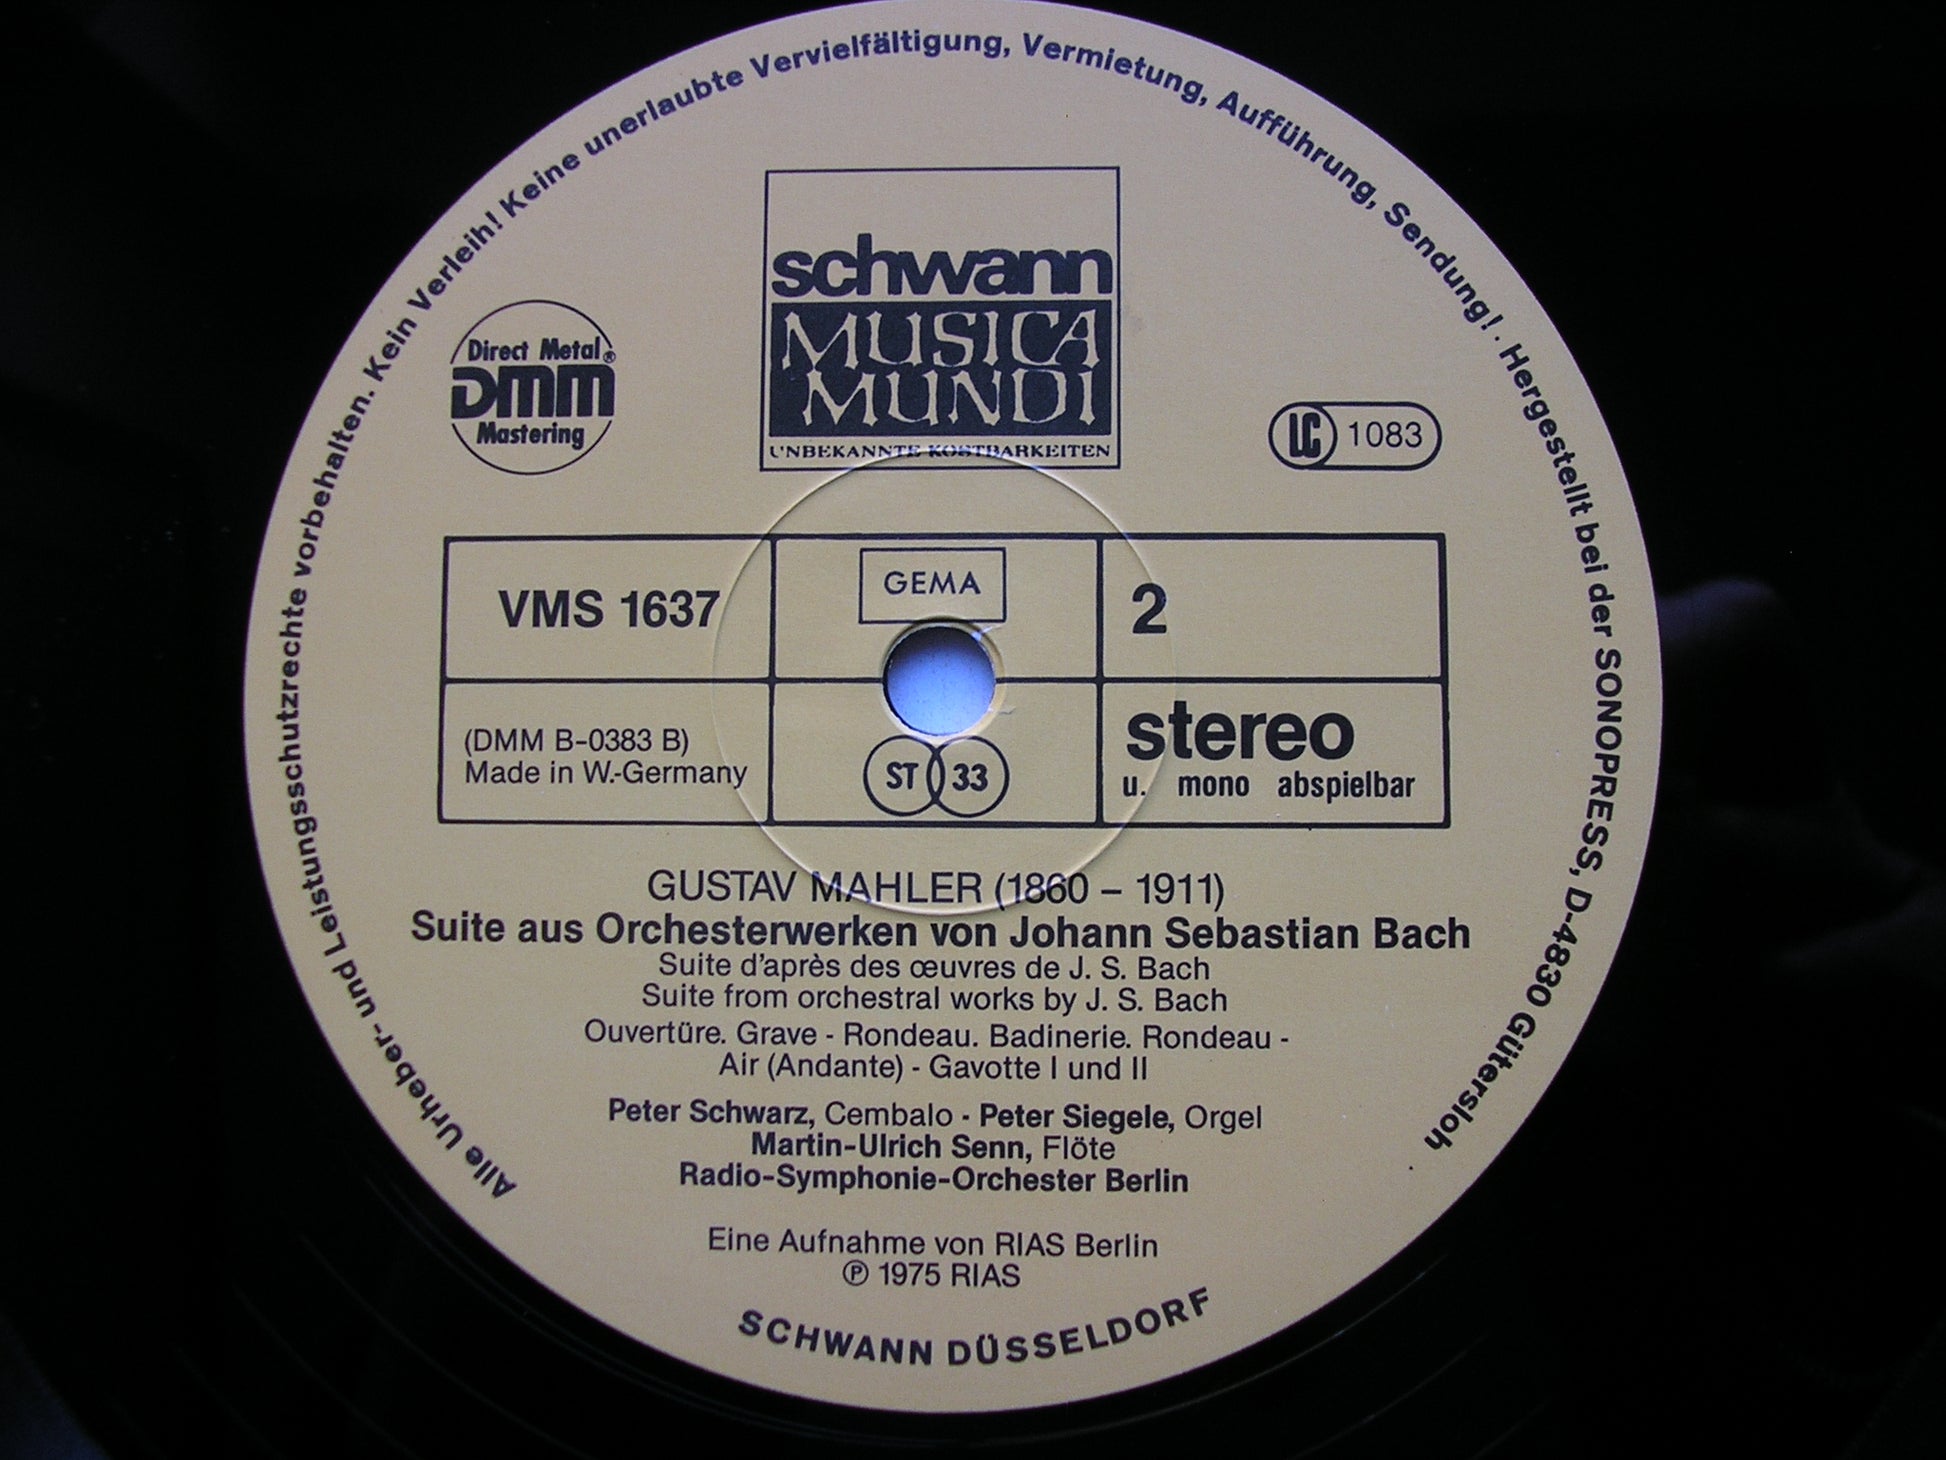 Alle Urheber- und Leistungsschutzrechte vorbehalten. Kein Verleih! Keine unerlaubte Vervielfältigung, Vermietung, Aufführung, Sendung! . Hergestellt bei der SONOPRESS, D-4830 Gütersloh
schwann
MUSICA
MUNDI
UNBEKANNTE KOSTBARKEITEN
Direct Metal®
DMM
Mastering
LC 1083
VMS 1637
GEMA
2
(DMM B-0383 B)
Made in W.-Germany
ST 33
stereo
u. mono abspielbar
GUSTAV MAHLER (1860 – 1911)
Suite aus Orchesterwerken von Johann Sebastian Bach
Suite d'après des œuvres de J. S. Bach
Suite from orchestral works by J. S. Bach
Ouvertüre. Grave - Rondeau. Badinerie. Rondeau -
Air (Andante) - Gavotte I und II
Peter Schwarz, Cembalo - Peter Siegele, Orgel
Martin-Ulrich Senn, Flöte
Radio-Symphonie-Orchester Berlin
Eine Aufnahme von RIAS Berlin
℗ 1975 RIAS
SCHWANN DÜSSELDORF